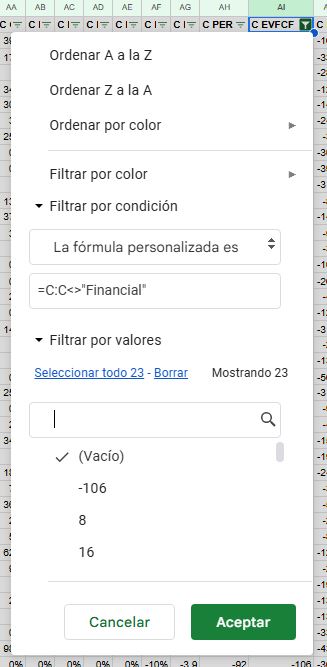 AA AB AC AD AE AG AH AI
C PER C EVFCF
Ordenar A a la Z
Ordenar Z a la A
Ordenar por color
Filtrar por color
Filtrar por condición
La fórmula personalizada es
=C:C<>"Financial"
Filtrar por valores
Seleccionar todo 23 - Borrar Mostrando 23
(Vacío)
-106
8
16
Cancelar Aceptar
0% 0% 0% 0% -10% -3.9 -92 -106